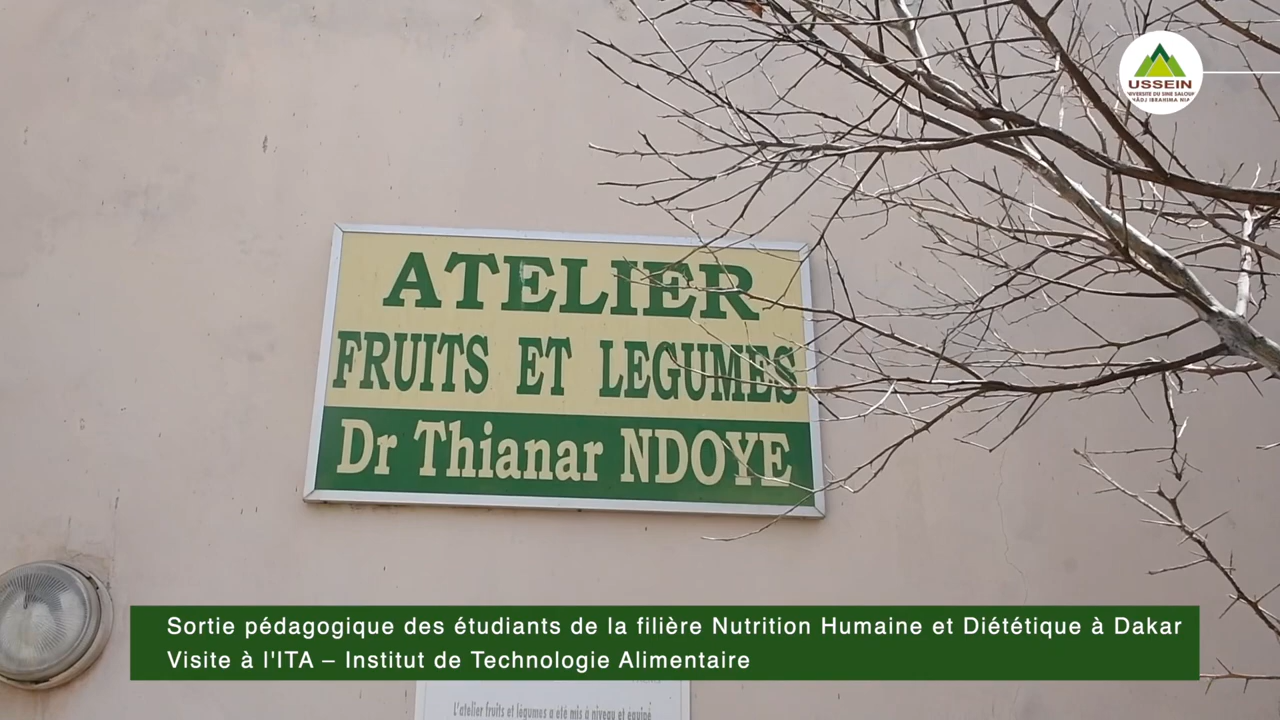 USSEIN
ATELIER
FRUITS ET LEGUMES
Dr Thianar NDOYE
Sortie pédagogique des étudiants de la filière Nutrition Humaine et Diététique à Dakar
Visite à l'ITA – Institut de Technologie Alimentaire
L'atelier fruits et légumes a été mis à niveau et équipé